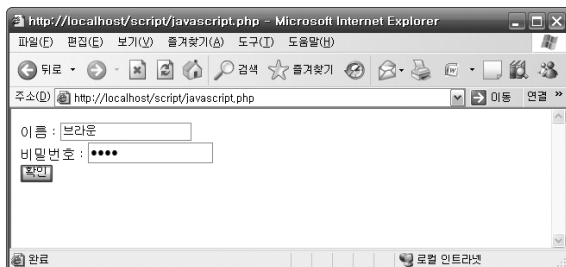 http://localhost/script/javascript.php - Microsoft Internet Explorer
파일(F) 편집(E) 보기(V) 즐겨찾기(A) 도구(T) 도움말(H)
뒤로 검색 즐겨찾기
주소(D) http://localhost/script/javascript.php 이동 연결 »
이름 : 브라운
비밀번호 : ••••
확인
완료 로컬 인트라넷